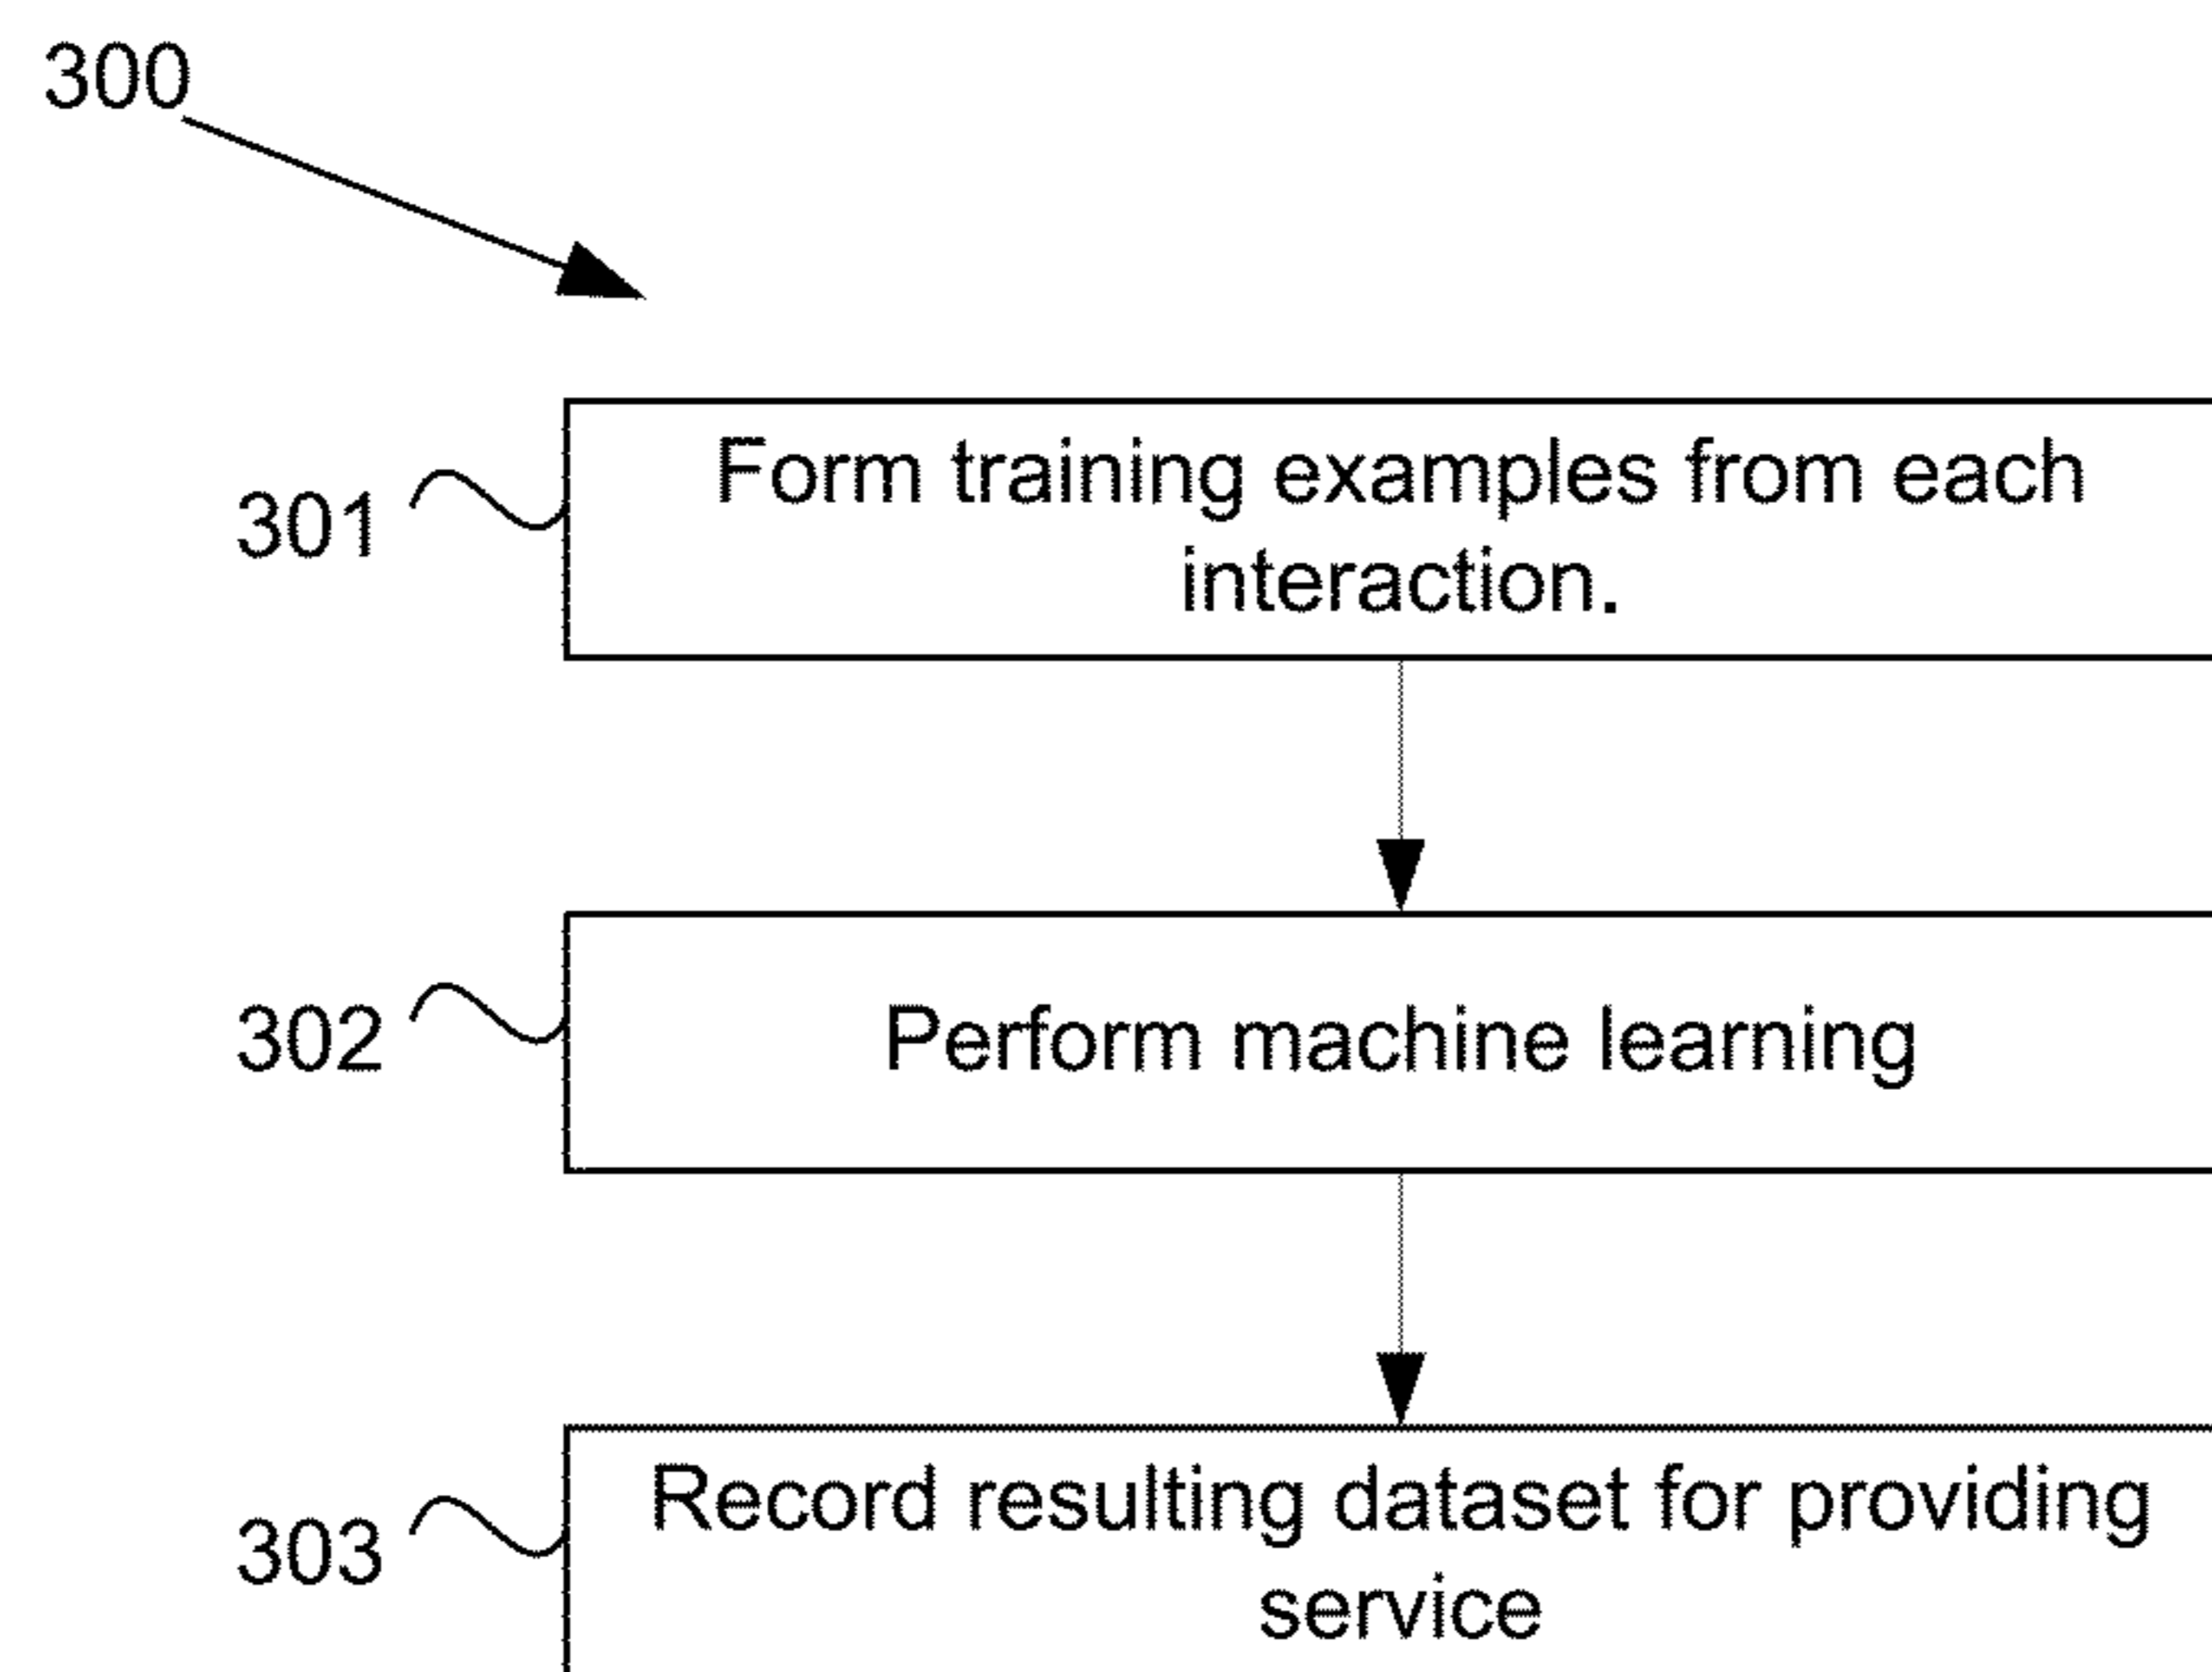 300
301
Form training examples from each
interaction.
302
Perform machine learning
303
Record resulting dataset for providing
service